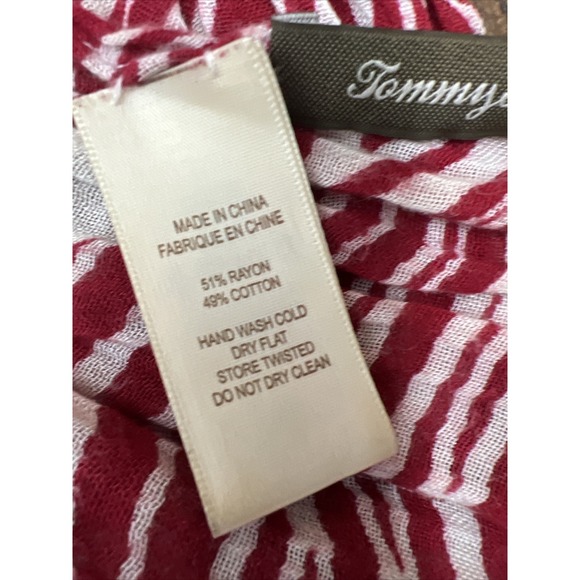 Tommy
MADE IN CHINA
FABRIQUE EN CHINE
51% RAYON
49% COTTON
HAND WASH COLD
DRY FLAT
STORE TWISTED
DO NOT DRY CLEAN